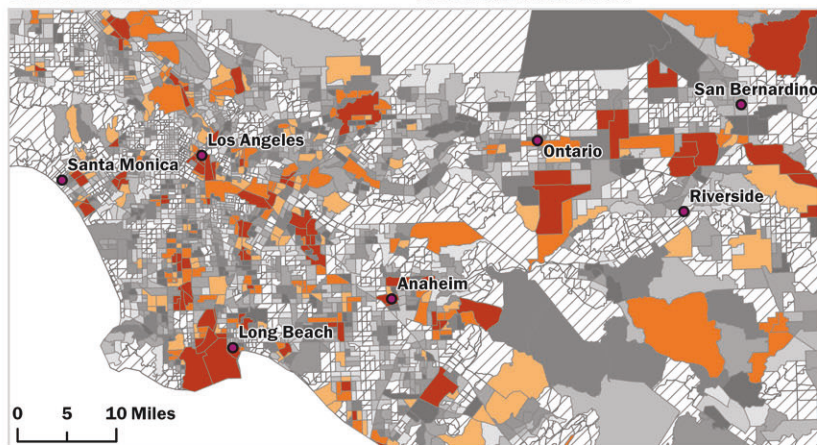 San Bernardino
Los Angeles
Ontario
Santa Monica
Riverside
Anaheim
Long Beach
0 5 10 Miles